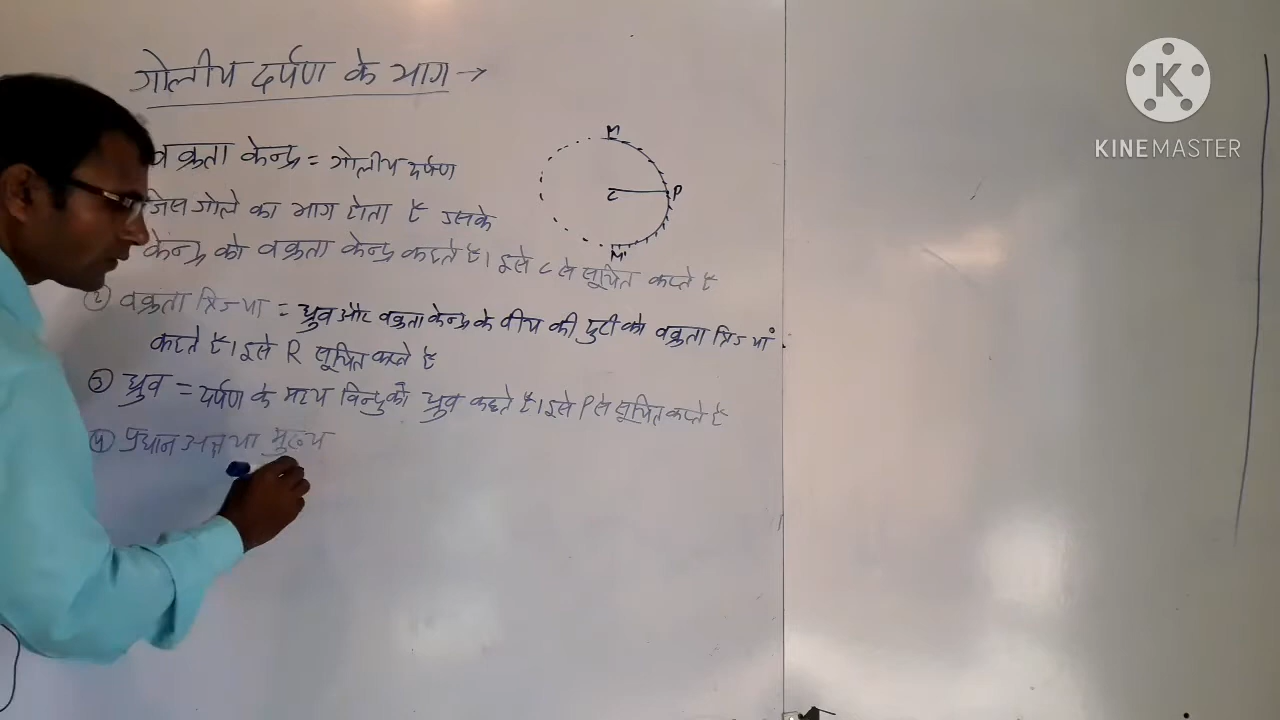 गोलीय दर्पण के भाग →
वक्रता केन्द्र = गोलीय दर्पण
जिस गोले का भाग होता है उसके
केन्द्र को वक्रता केन्द्र कहते है। इसे C से सूचित करते है
② वक्रता त्रिज्या = ध्रुव और वक्रता केन्द्र के बीच की दुरी को वक्रता त्रिज्यां
कहते है। इसे R सूचित करते है
③ ध्रुव = दर्पण के मध्य बिन्दु को ध्रुव कहते है। इसे P से सूचित करते है
④ प्रधान अक्ष या मुख्य
M
C
P
M'
KINEMASTER